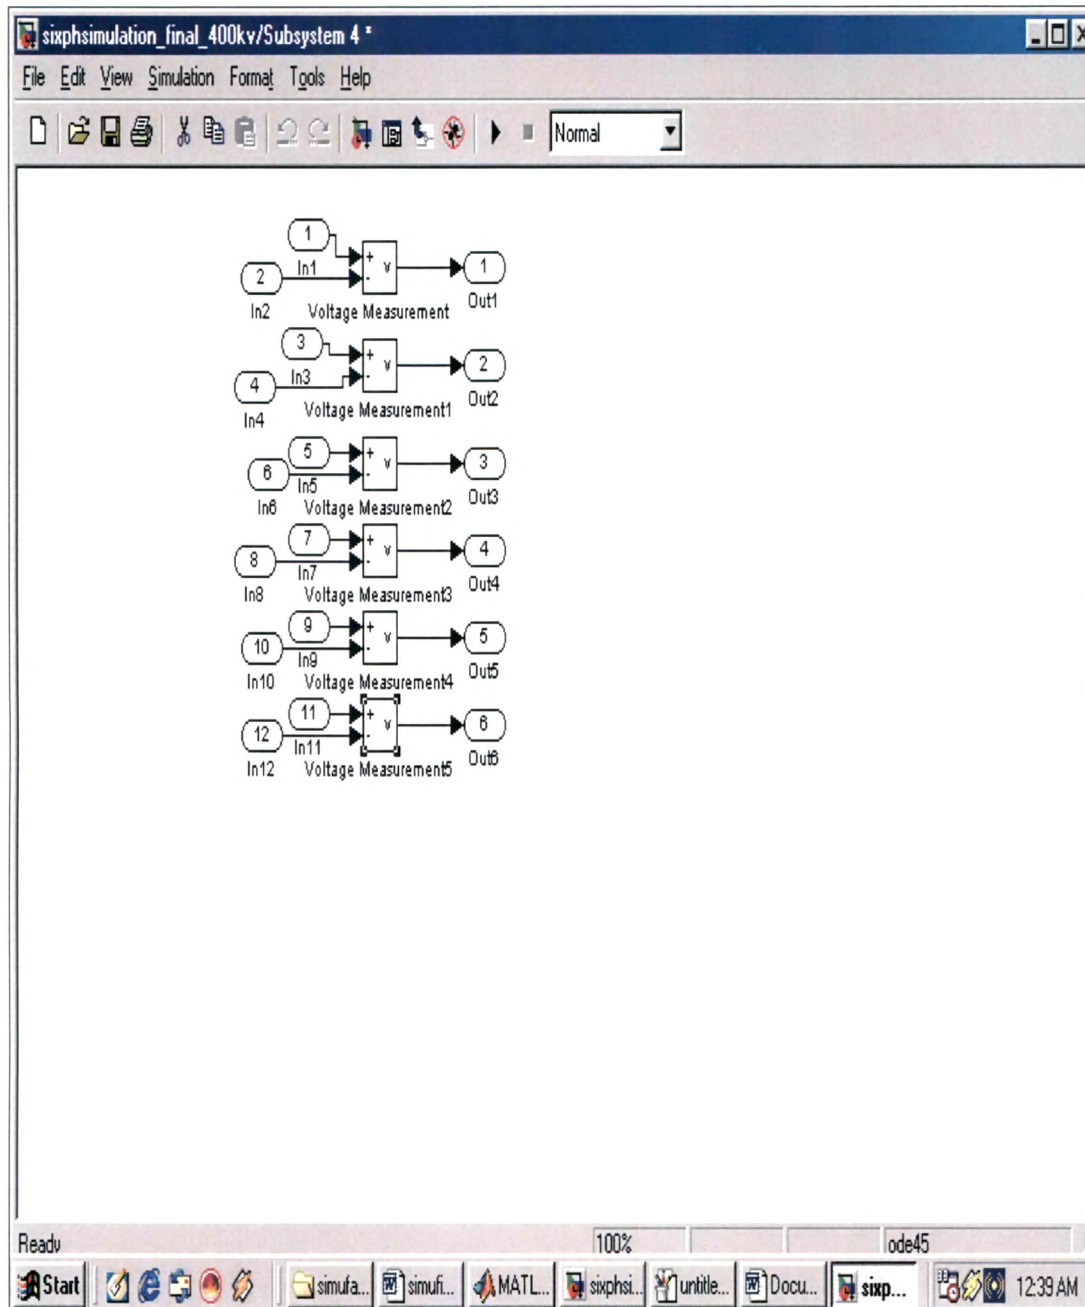 sixphsimulation_final_400kv/Subsystem 4 *
File Edit View Simulation Format Tools Help
Normal
1
In1
2
In2
+
-
v
Voltage Measurement
1
Out1
3
In3
4
In4
+
-
v
Voltage Measurement1
2
Out2
5
In5
6
In6
+
-
v
Voltage Measurement2
3
Out3
7
In7
8
In8
+
-
v
Voltage Measurement3
4
Out4
9
In9
10
In10
+
-
v
Voltage Measurement4
5
Out5
11
In11
12
In12
+
-
v
Voltage Measurement5
6
Out6
Ready 100% ode45
Start simufa... simufi... MATL... sixphsi... untitle... Docu... sixp... 12:39 AM